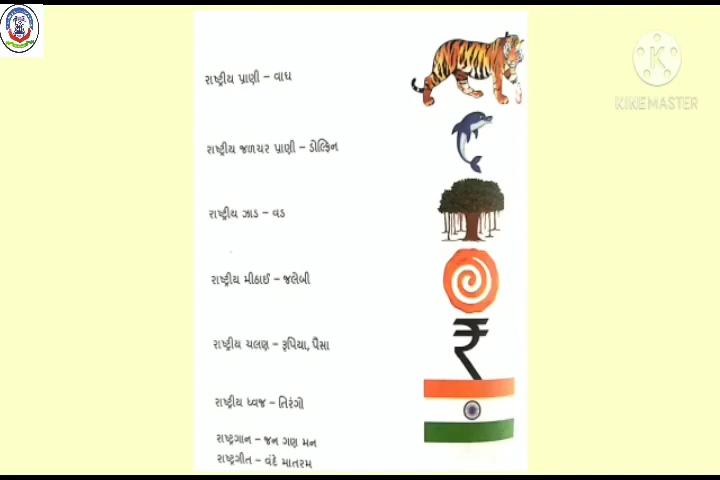 રાષ્ટ્રીય પ્રાણી – વાઘ
KINEMASTER
રાષ્ટ્રીય જળચર પ્રાણી – ડોલ્ફિન
રાષ્ટ્રીય ઝાડ – વડ
રાષ્ટ્રીય મીઠાઈ – જલેબી
રાષ્ટ્રીય ચલણ – રૂપિયા, પૈસા
₹
રાષ્ટ્રીય ધ્વજ – તિરંગો
રાષ્ટ્રગાન – જન ગણ મન
રાષ્ટ્રગીત – વંદે માતરમ